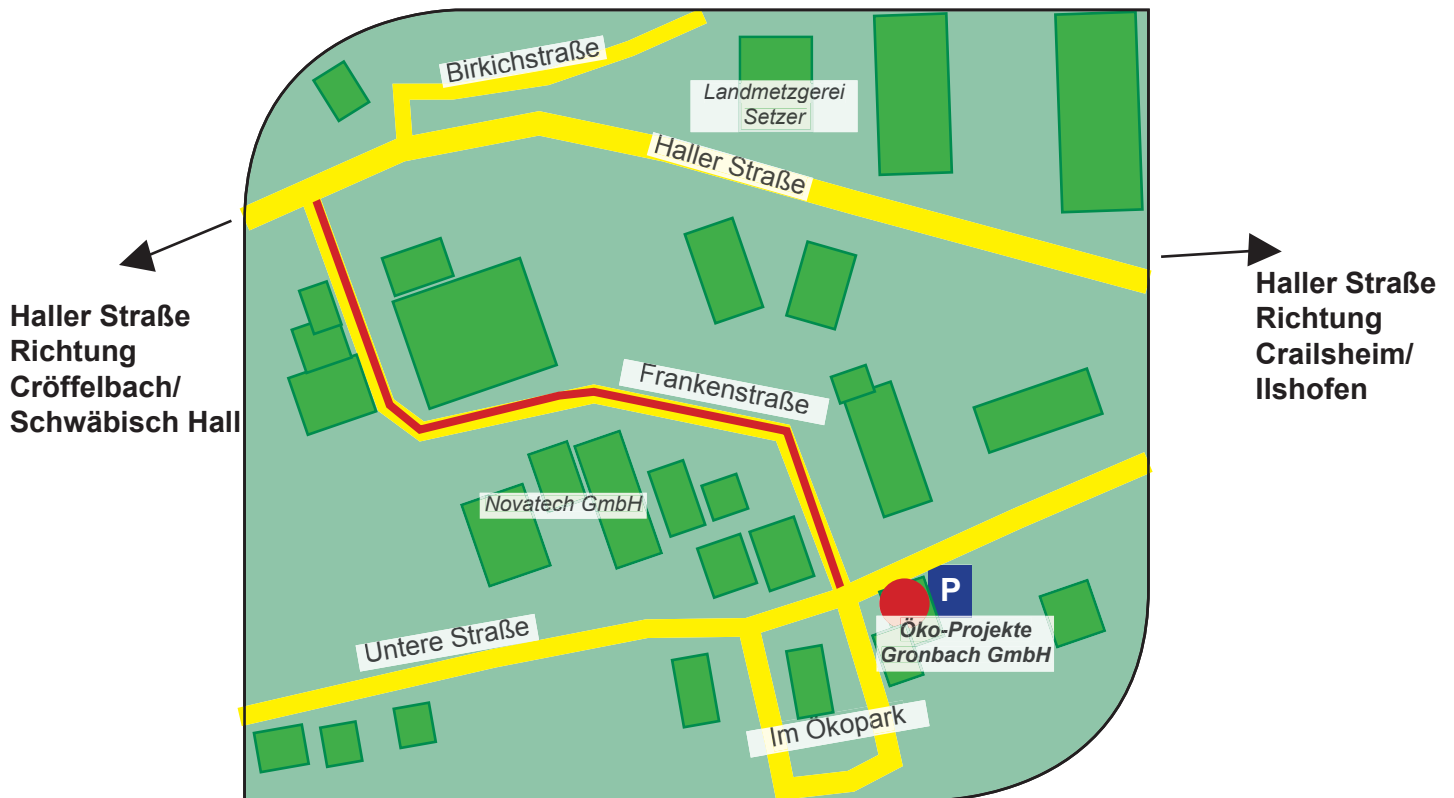 Birkichstraße
Landmetzgerei
Setzer
Haller Straße
Haller Straße
Richtung
Cröffelbach/
Schwäbisch Hall
Haller Straße
Richtung
Crailsheim/
Ilshofen
Frankenstraße
Novatech GmbH
P
Öko-Projekte
Gronbach GmbH
Untere Straße
Im Ökopark